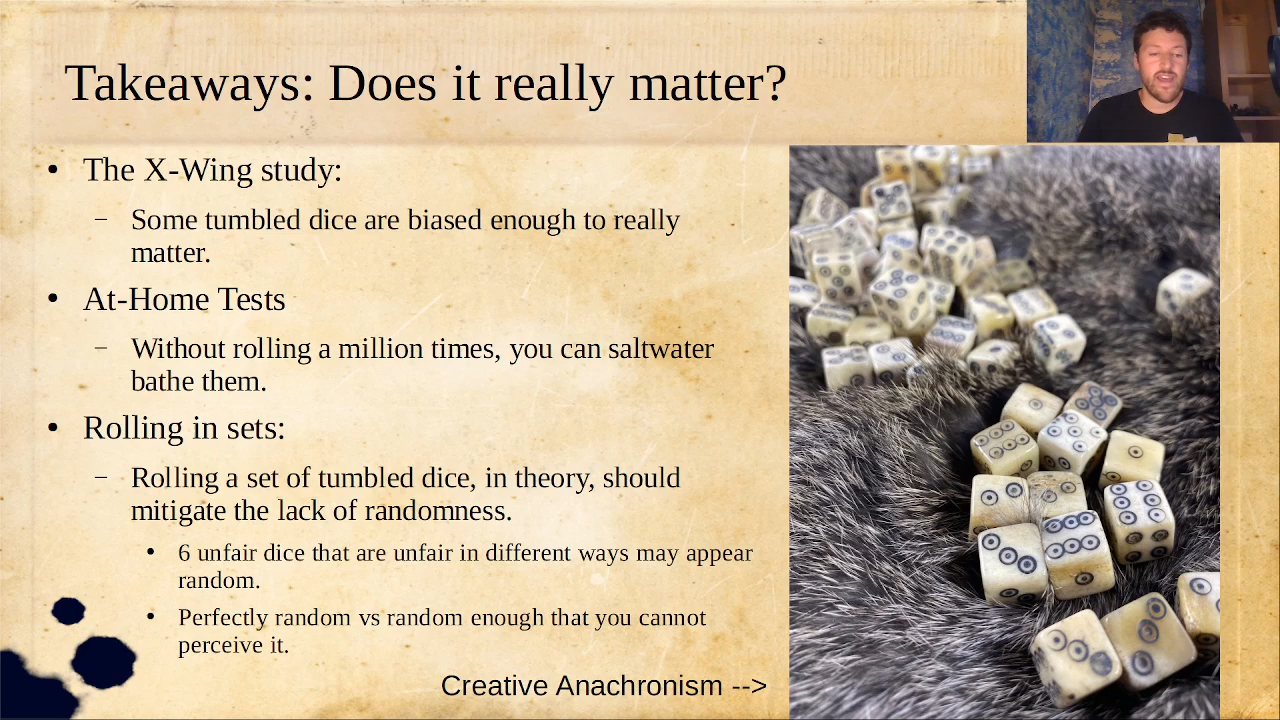 Takeaways: Does it really matter?
• The X-Wing study:
– Some tumbled dice are biased enough to really
matter.
• At-Home Tests
– Without rolling a million times, you can saltwater
bathe them.
• Rolling in sets:
– Rolling a set of tumbled dice, in theory, should
mitigate the lack of randomness.
• 6 unfair dice that are unfair in different ways may appear
random.
• Perfectly random vs random enough that you cannot
perceive it.
Creative Anachronism -->